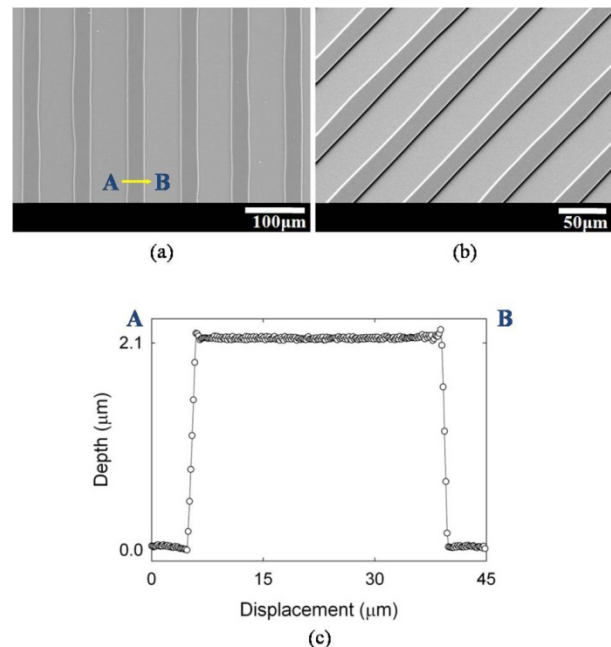 A B
100μm
50μm
(a)
(b)
A B
2.1
Depth (μm)
0.0
0 15 30 45
Displacement (μm)
(c)